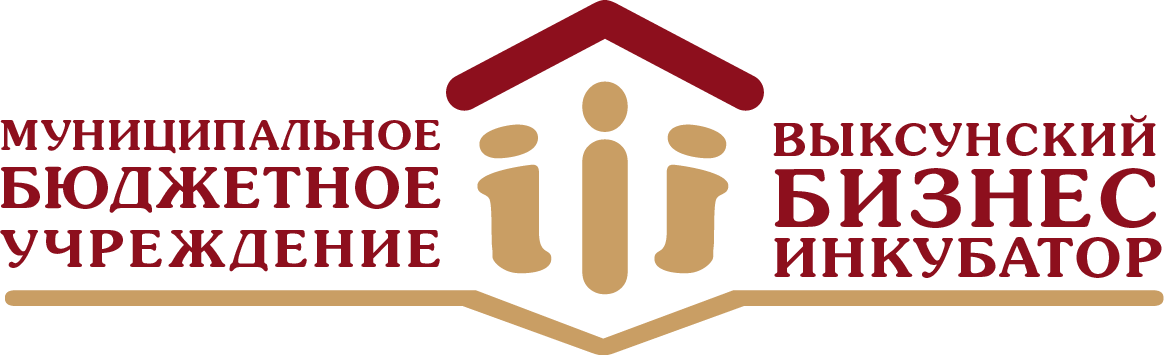 МУНИЦИПАЛЬНОЕ
БЮДЖЕТНОЕ
УЧРЕЖДЕНИЕ
ВЫКСУНСКИЙ
БИЗНЕС
ИНКУБАТОР